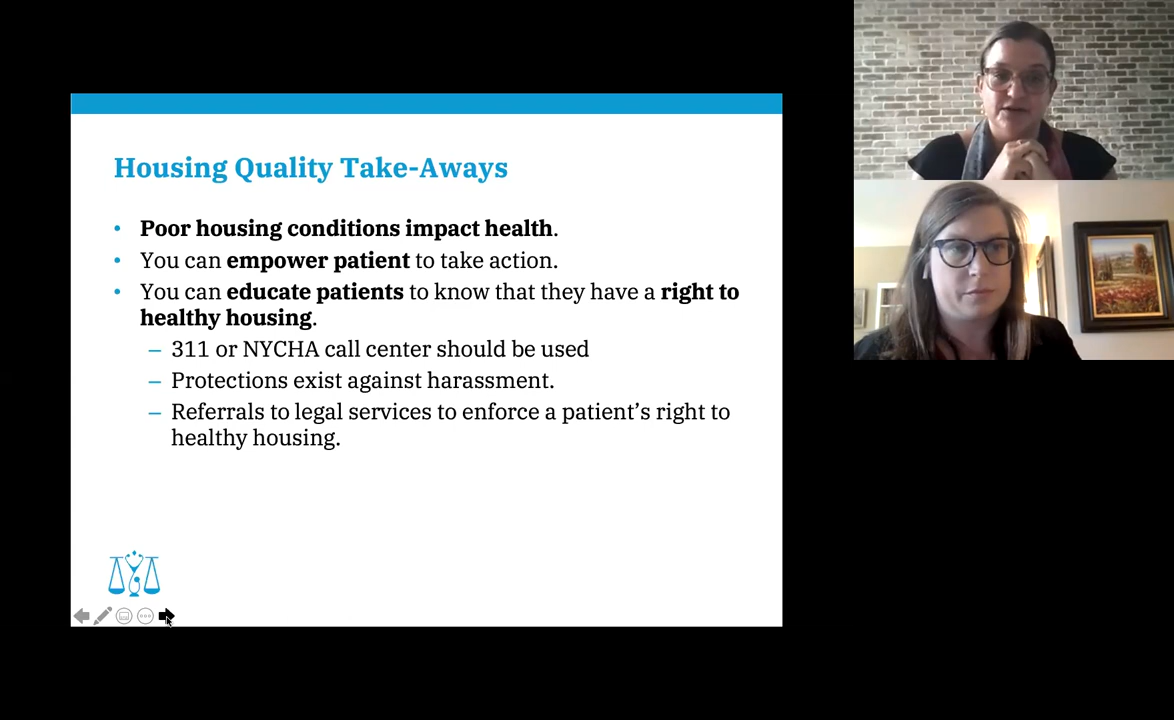 Housing Quality Take-Aways
• Poor housing conditions impact health.
• You can empower patient to take action.
• You can educate patients to know that they have a right to
healthy housing.
– 311 or NYCHA call center should be used
– Protections exist against harassment.
– Referrals to legal services to enforce a patient's right to
healthy housing.